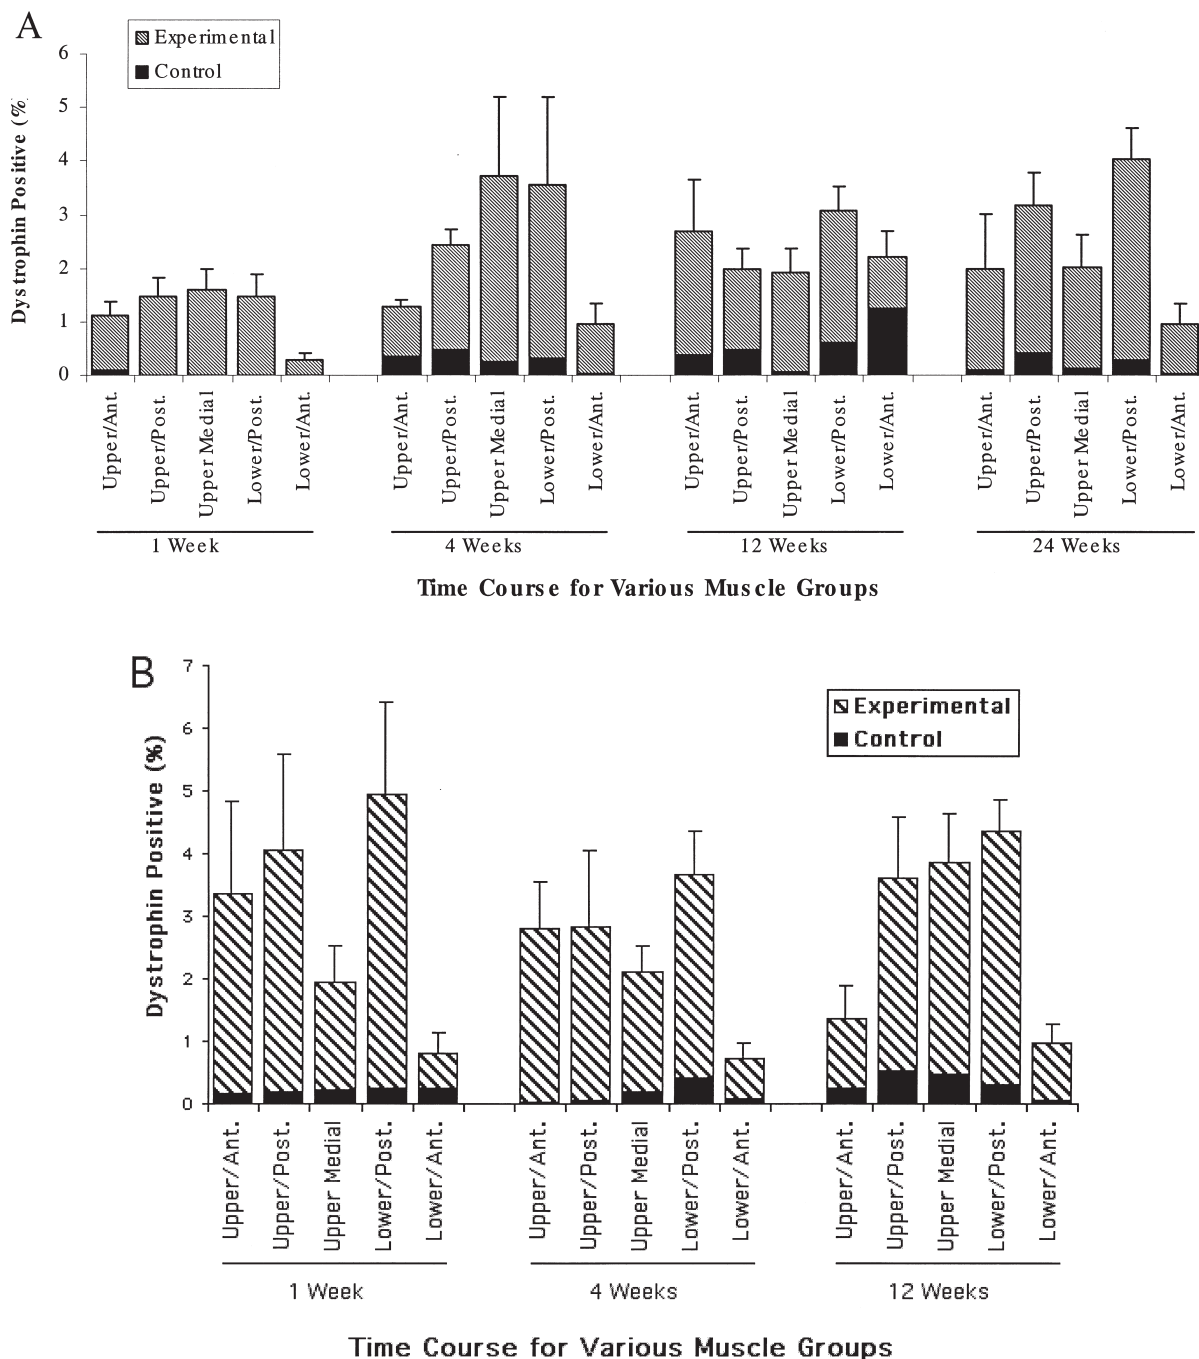 A
Experimental
Control
Dystrophin Positive (%
6
5
4
3
2
1
0
Upper/Ant.
Upper/Post.
Upper Medial
Lower/Post.
Lower/Ant.
Upper/Ant.
Upper/Post.
Upper Medial
Lower/Post.
Lower/Ant.
Upper/Ant.
Upper/Post.
Upper Medial
Lower/Post.
Lower/Ant.
Upper/Ant.
Upper/Post.
Upper Medial
Lower/Post.
Lower/Ant.
1 Week
4 Weeks
12 Weeks
24 Weeks
Time Course for Various Muscle Groups
B
Experimental
Control
Dystrophin Positive (%)
7
6
5
4
3
2
1
0
Upper/Ant.
Upper/Post.
Upper Medial
Lower/Post.
Lower/Ant.
Upper/Ant.
Upper/Post.
Upper Medial
Lower/Post.
Lower/Ant.
Upper/Ant.
Upper/Post.
Upper Medial
Lower/Post.
Lower/Ant.
1 Week
4 Weeks
12 Weeks
Time Course for Various Muscle Groups